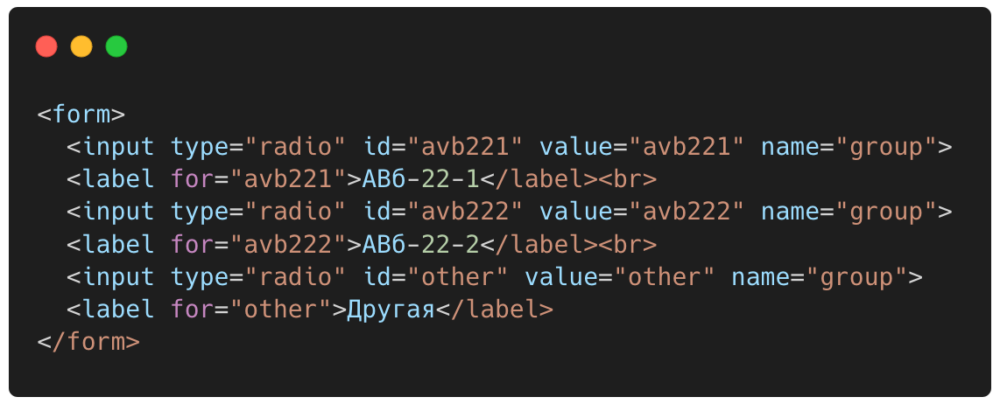 <form>
<input type="radio" id="avb221" value="avb221" name="group">
<label for="avb221">АВб-22-1</label><br>
<input type="radio" id="avb222" value="avb222" name="group">
<label for="avb222">АВб-22-2</label><br>
<input type="radio" id="other" value="other" name="group">
<label for="other">Другая</label>
</form>